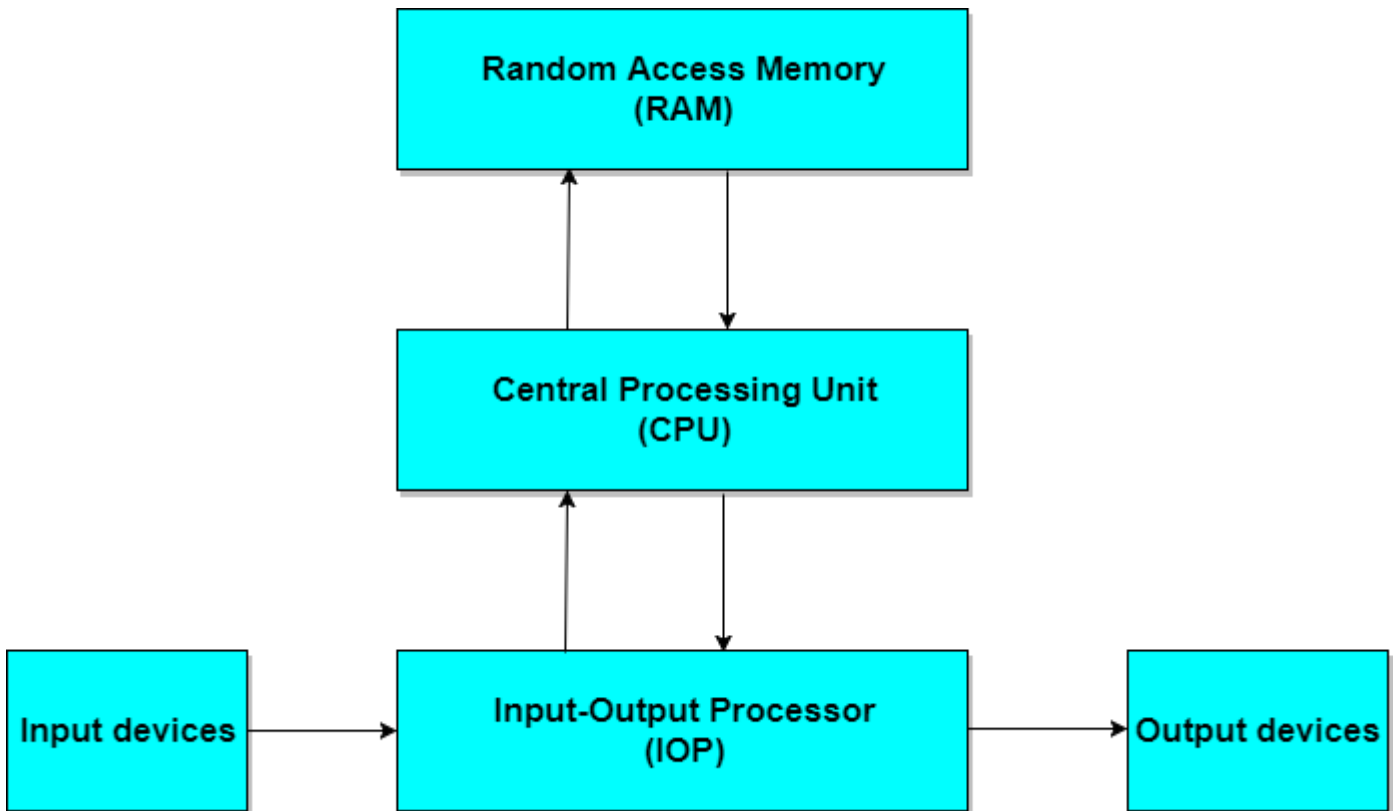 Random Access Memory
(RAM)
Central Processing Unit
(CPU)
Input devices
Input-Output Processor
(IOP)
Output devices